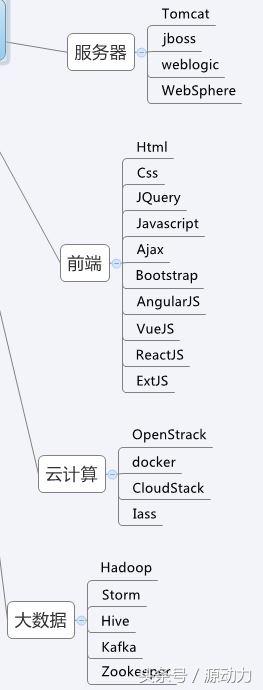 服务器
Tomcat
jboss
weblogic
WebSphere
前端
Html
Css
JQuery
Javascript
Ajax
Bootstrap
AngularJS
VueJS
ReactJS
ExtJS
云计算
OpenStrack
docker
CloudStack
Iass
大数据
Hadoop
Storm
Hive
Kafka
Zookeeper
头条号 / 源动力